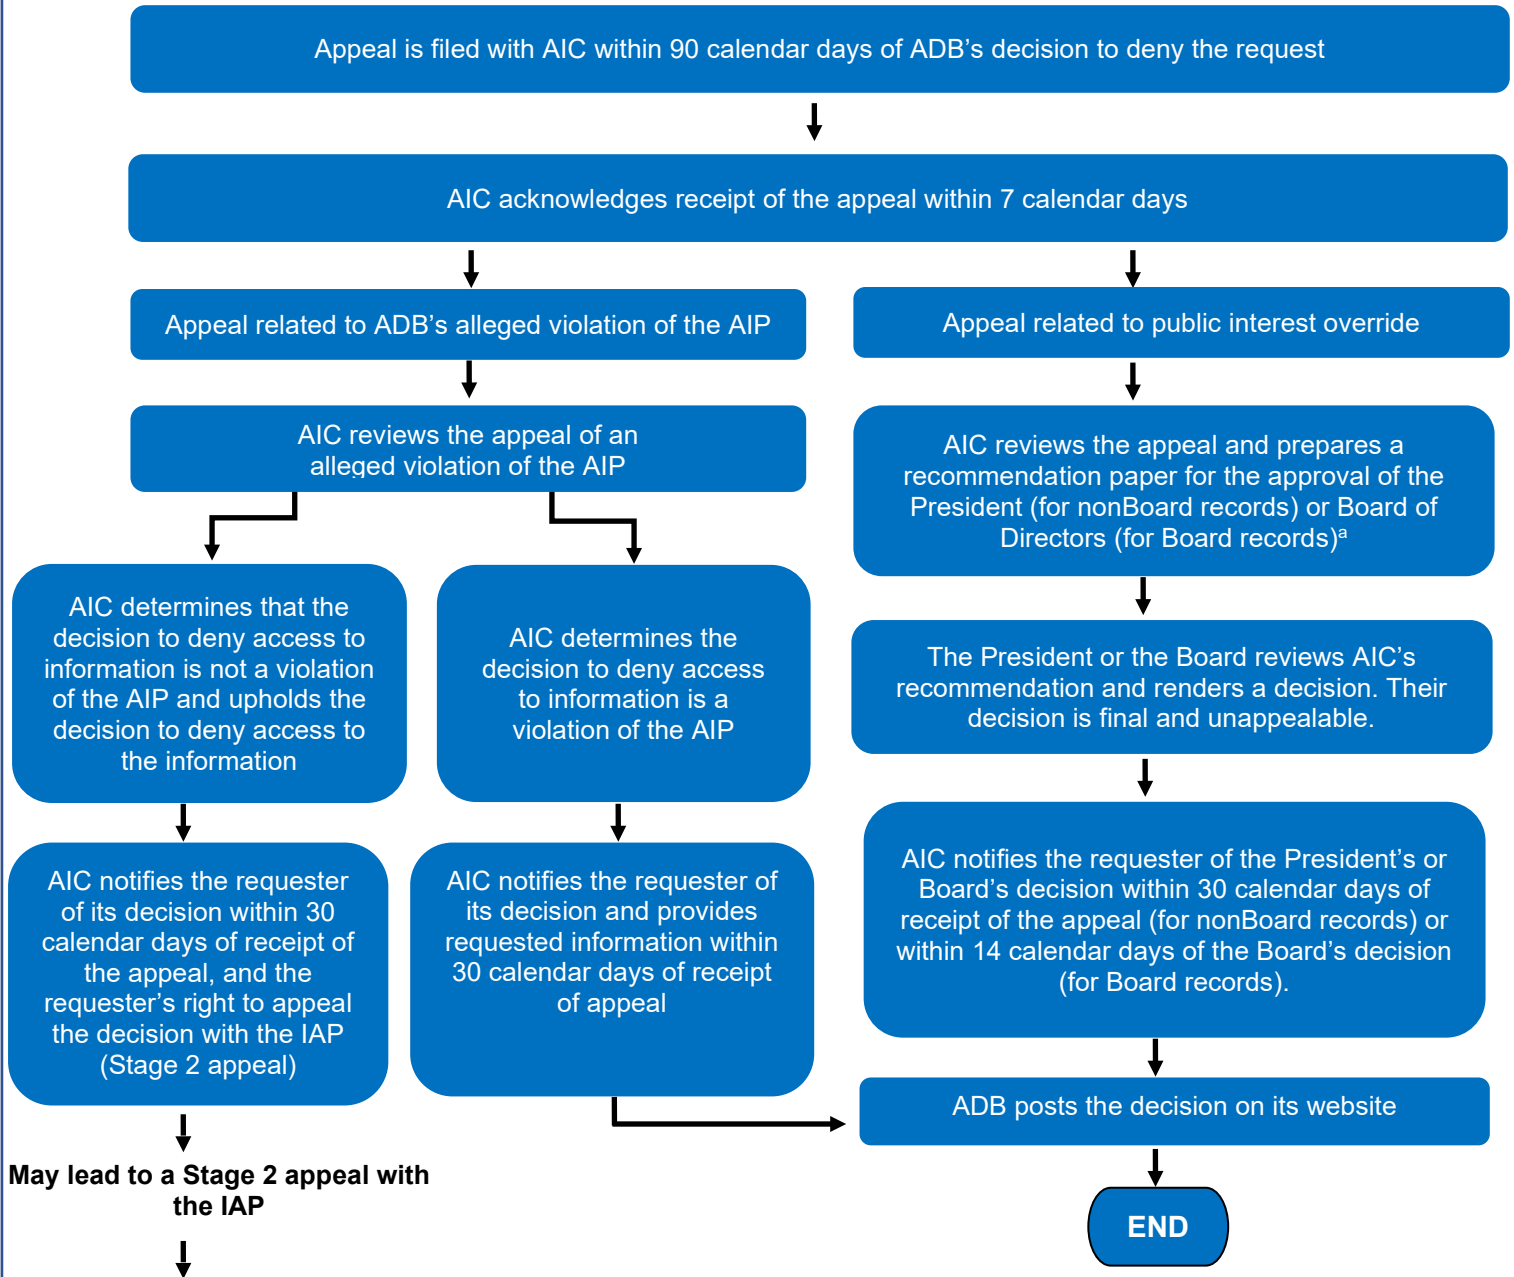 Appeal is filed with AIC within 90 calendar days of ADB’s decision to deny the request
AIC acknowledges receipt of the appeal within 7 calendar days
Appeal related to ADB’s alleged violation of the AIP
Appeal related to public interest override
AIC reviews the appeal of an
alleged violation of the AIP
AIC reviews the appeal and prepares a
recommendation paper for the approval of the
President (for nonBoard records) or Board of
Directors (for Board records)ᵃ
AIC determines that the
decision to deny access to
information is not a violation
of the AIP and upholds the
decision to deny access to
the information
AIC determines the
decision to deny access
to information is a
violation of the AIP
The President or the Board reviews AIC’s
recommendation and renders a decision. Their
decision is final and unappealable.
AIC notifies the requester
of its decision within 30
calendar days of receipt of
the appeal, and the
requester’s right to appeal
the decision with the IAP
(Stage 2 appeal)
AIC notifies the requester of
its decision and provides
requested information within
30 calendar days of receipt
of appeal
AIC notifies the requester of the President’s or
Board’s decision within 30 calendar days of
receipt of the appeal (for nonBoard records) or
within 14 calendar days of the Board’s decision
(for Board records).
ADB posts the decision on its website
May lead to a Stage 2 appeal with
the IAP
END